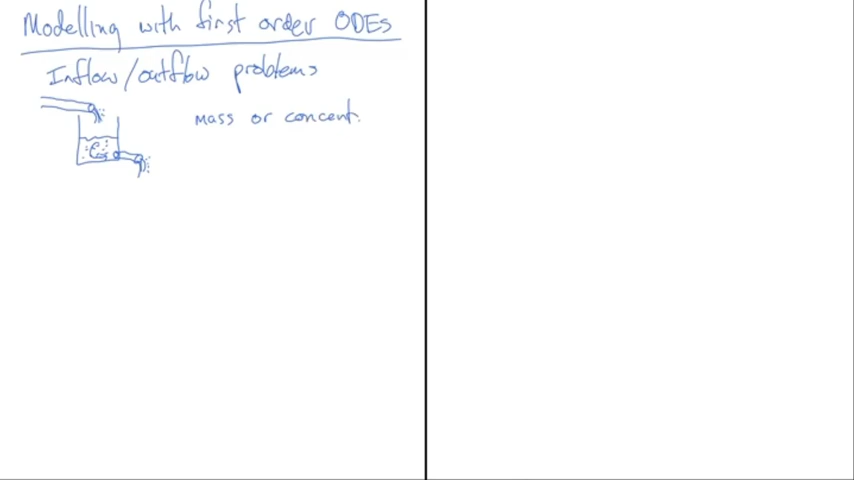 Modelling with first order ODEs
Inflow/outflow problems
mass or concent.